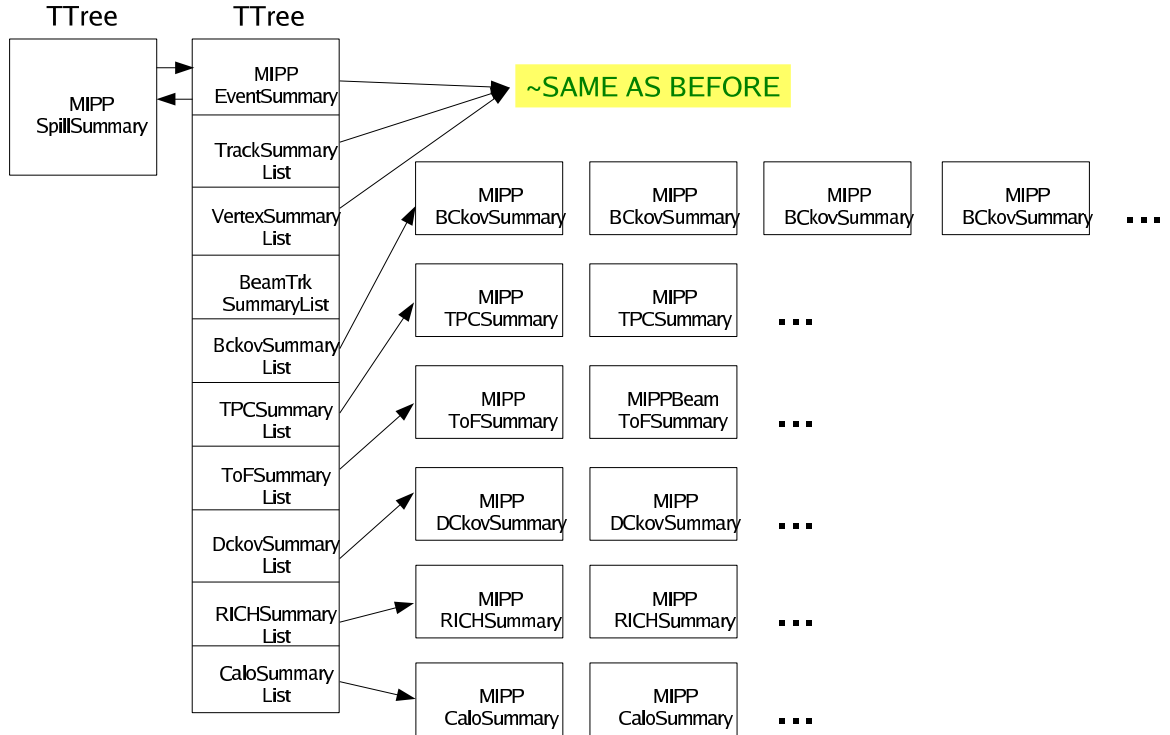 TTree
TTree
MIPP
SpillSummary
MIPP
EventSummary
~SAME AS BEFORE
TrackSummary
List
VertexSummary
List
BeamTrk
SummaryList
BckovSummary
List
TPCSummary
List
ToFSummary
List
DckovSummary
List
RICHSummary
List
CaloSummary
List
MIPP
BCkovSummary
MIPP
BCkovSummary
MIPP
BCkovSummary
MIPP
BCkovSummary
...
MIPP
TPCSummary
MIPP
TPCSummary
...
MIPP
ToFSummary
MIPPBeam
ToFSummary
...
MIPP
DCkovSummary
MIPP
DCkovSummary
...
MIPP
RICHSummary
MIPP
RICHSummary
...
MIPP
CaloSummary
MIPP
CaloSummary
...